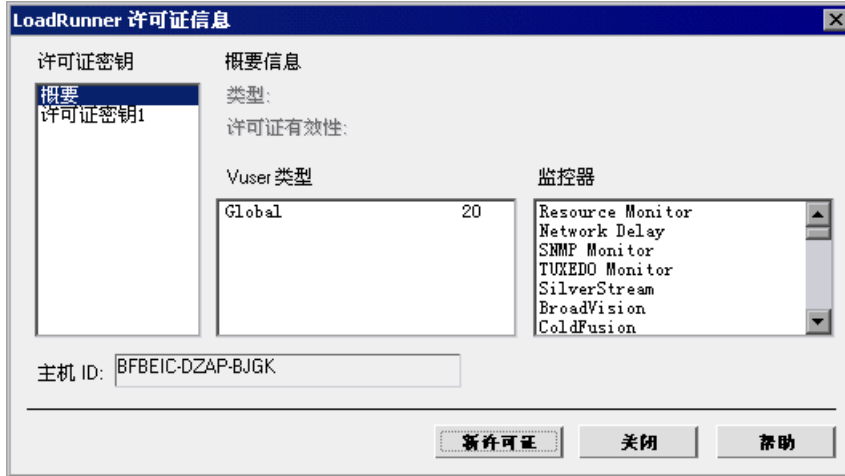 LoadRunner 许可证信息
许可证密钥
概要
许可证密钥1
概要信息
类型:
许可证有效性:
Vuser 类型
Global 20
监控器
Resource Monitor
Network Delay
SNMP Monitor
TUXEDO Monitor
SilverStream
BroadVision
ColdFusion
主机 ID: BFBEIC-DZAP-BJGK
新许可证 关闭 帮助